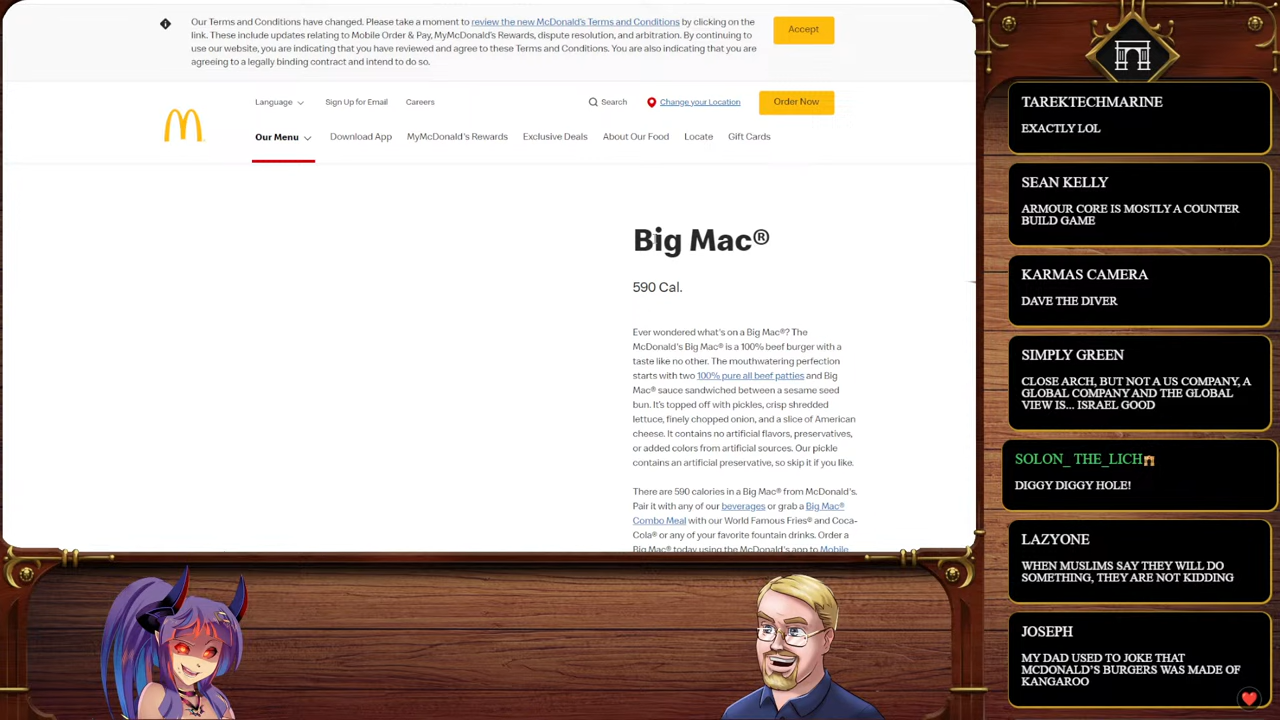 Our Terms and Conditions have changed. Please take a moment to review the new McDonald's Terms and Conditions by clicking on the
link. These include updates relating to Mobile Order & Pay, MyMcDonald's Rewards, dispute resolution, and arbitration. By continuing to
use our website, you are indicating that you have reviewed and agree to these Terms and Conditions. You are also indicating that you are
agreeing to a legally binding contract and intend to do so.
Accept
Language
Sign Up for Email
Careers
Search
Change your Location
Order Now
Our Menu
Download App
MyMcDonald's Rewards
Exclusive Deals
About Our Food
Locate
Gift Cards
Big Mac®
590 Cal.
Ever wondered what's on a Big Mac®? The
McDonald's Big Mac® is a 100% beef burger with a
taste like no other. The mouthwatering perfection
starts with two 100% pure all beef patties and Big
Mac® sauce sandwiched between a sesame seed
bun. It's topped off with pickles, crisp shredded
lettuce, finely chopped onion, and a slice of American
cheese. It contains no artificial flavors, preservatives,
or added colors from artificial sources. Our pickle
contains an artificial preservative, so skip it if you like.
There are 590 calories in a Big Mac® from McDonald's.
Pair it with any of our beverages or grab a Big Mac®
Combo Meal with our World Famous Fries® and Coca-
Cola® or any of your favorite fountain drinks. Order a
Big Mac® today using the McDonald's app to Mobile
TAREKTECHMARINE
EXACTLY LOL
SEAN KELLY
ARMOUR CORE IS MOSTLY A COUNTER
BUILD GAME
KARMAS CAMERA
DAVE THE DIVER
SIMPLY GREEN
CLOSE ARCH, BUT NOT A US COMPANY, A
GLOBAL COMPANY AND THE GLOBAL
VIEW IS... ISRAEL GOOD
SOLON_ THE_LICH
DIGGY DIGGY HOLE!
LAZYONE
WHEN MUSLIMS SAY THEY WILL DO
SOMETHING, THEY ARE NOT KIDDING
JOSEPH
MY DAD USED TO JOKE THAT
MCDONALD'S BURGERS WAS MADE OF
KANGAROO